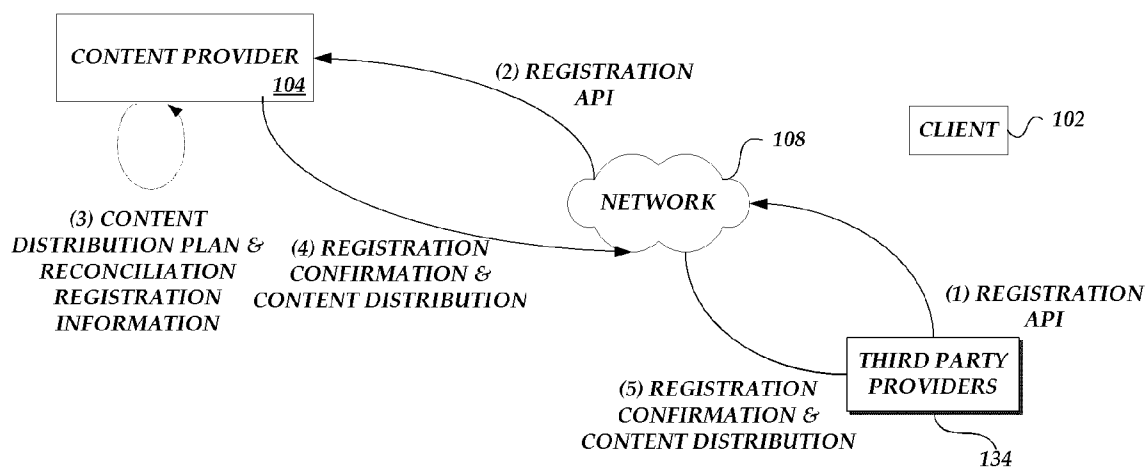 CONTENT PROVIDER
104
(2) REGISTRATION
API
CLIENT
102
108
NETWORK
(3) CONTENT
DISTRIBUTION PLAN &
RECONCILIATION
REGISTRATION
INFORMATION
(4) REGISTRATION
CONFIRMATION &
CONTENT DISTRIBUTION
(1) REGISTRATION
API
THIRD PARTY
PROVIDERS
(5) REGISTRATION
CONFIRMATION &
CONTENT DISTRIBUTION
134